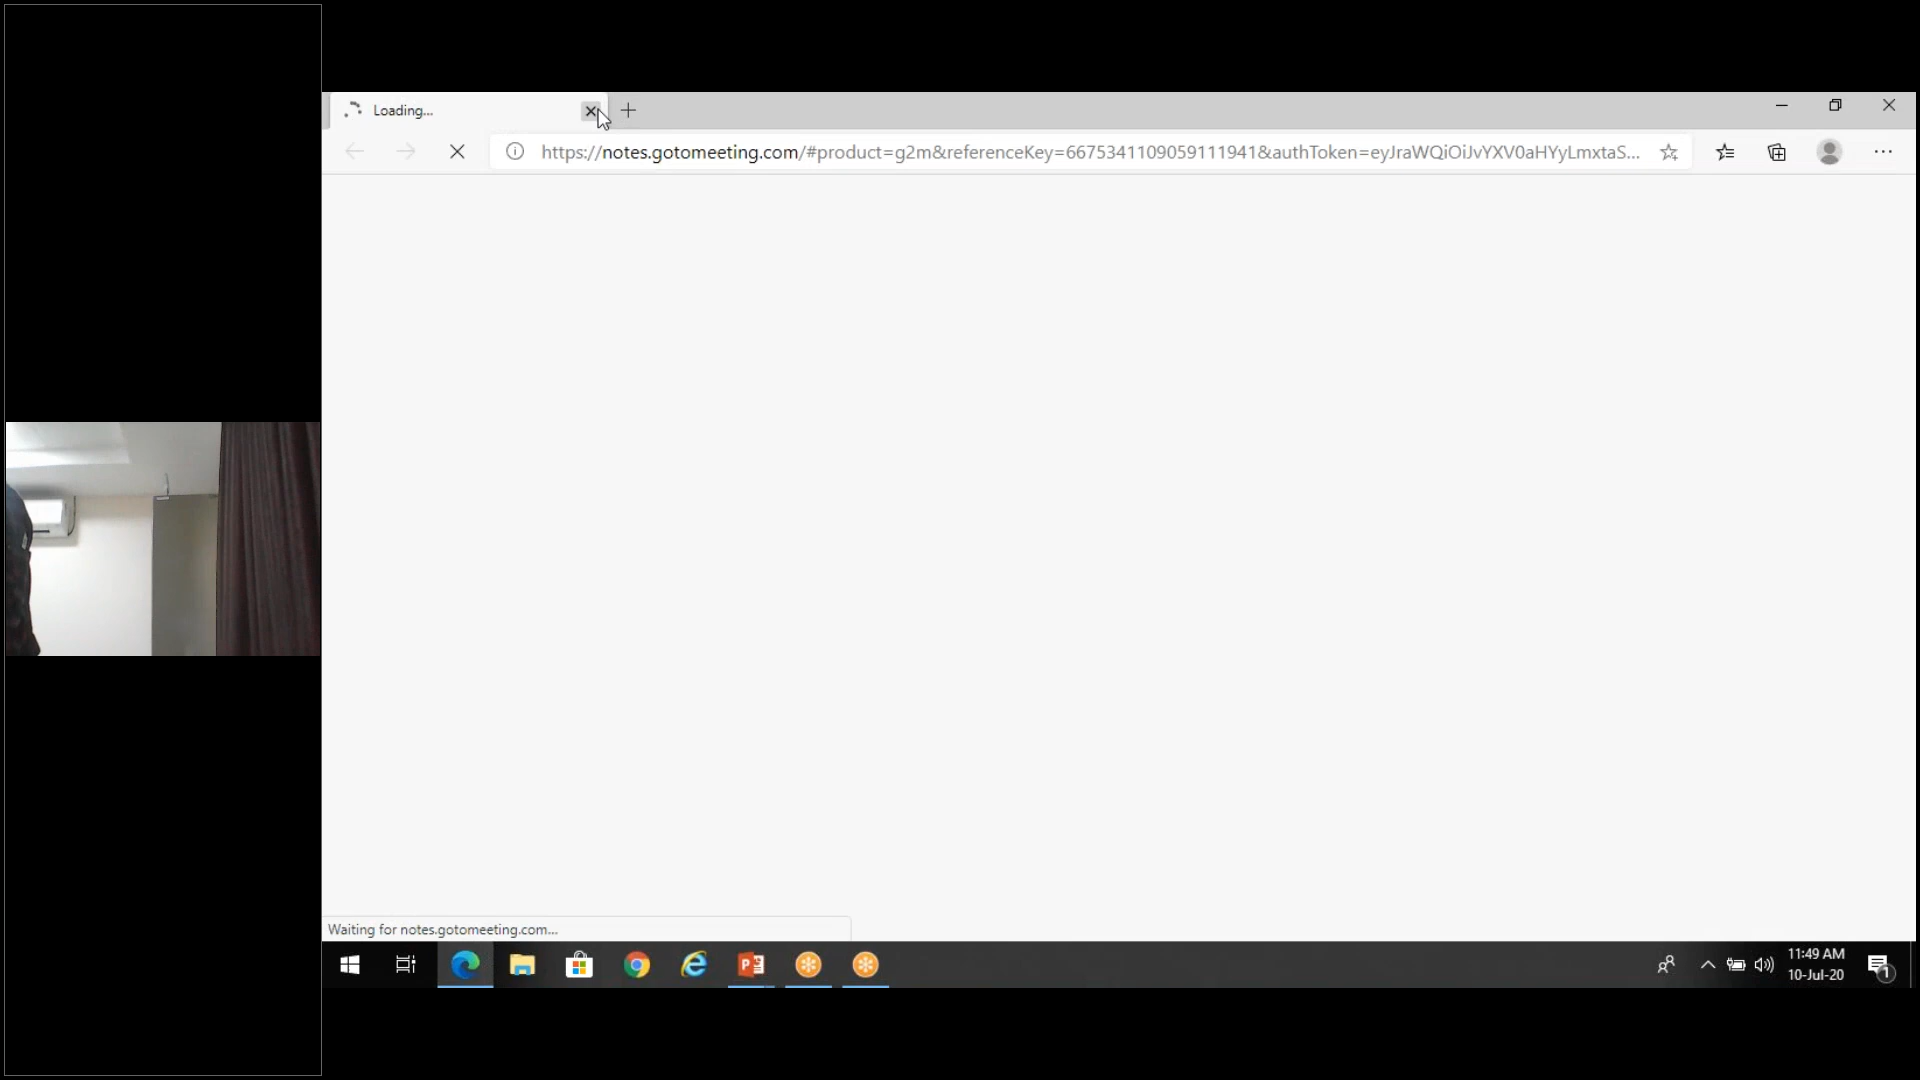 Loading...
https://notes.gotomeeting.com/#product=g2m&referenceKey=6675341109059111941&authToken=eyJraWQiOiJvYXV0aHYyLmxtaS...
Waiting for notes.gotomeeting.com...
11:49 AM
10-Jul-20
1